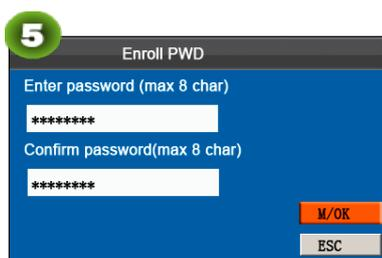 5
Enroll PWD
Enter password (max 8 char)
********
Confirm password(max 8 char)
********
M/OK
ESC